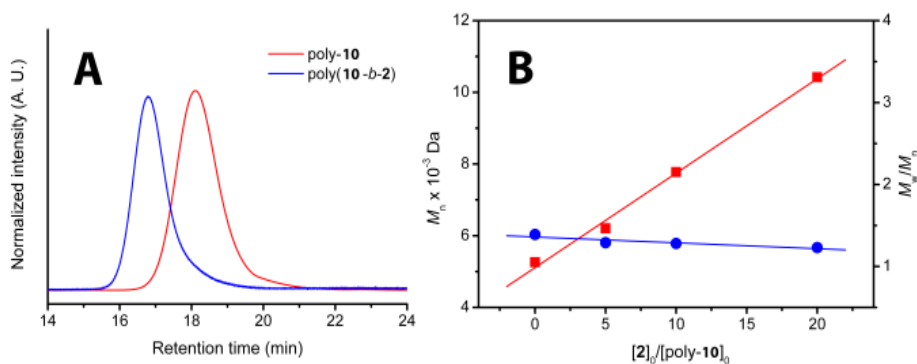 A
poly-10
poly(10-b-2)
Normalized intensity (A. U.)
14 16 18 20 22 24
Retention time (min)
B
12
10
8
6
4
Mn x 10-3 Da
4
3
2
1
Mw/Mn
0 5 10 15 20
[2]0/[poly-10]0